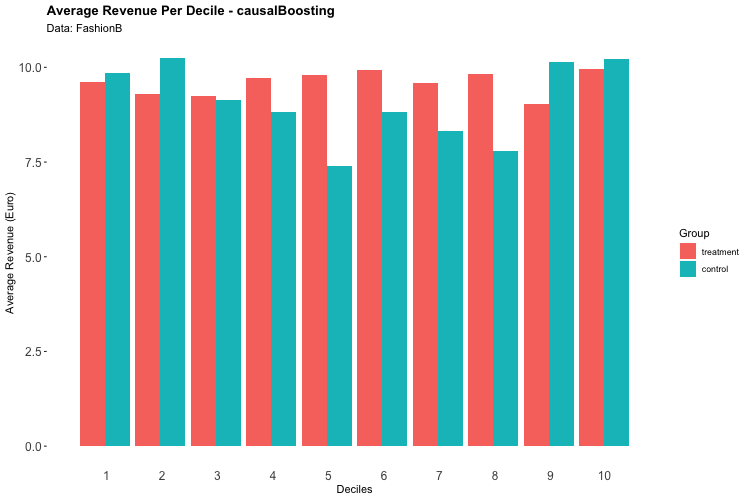 Average Revenue Per Decile - causalBoosting
Data: FashionB
Average Revenue (Euro)
10.0
7.5
5.0
2.5
0.0
1 2 3 4 5 6 7 8 9 10
Deciles
Group
treatment
control